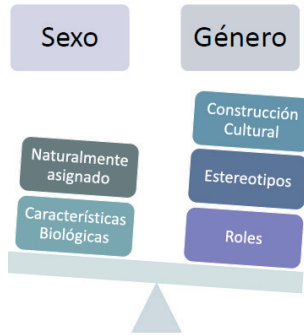 Sexo
Género
Naturalmente
asignado
Características
Biológicas
Construcción
Cultural
Estereotipos
Roles